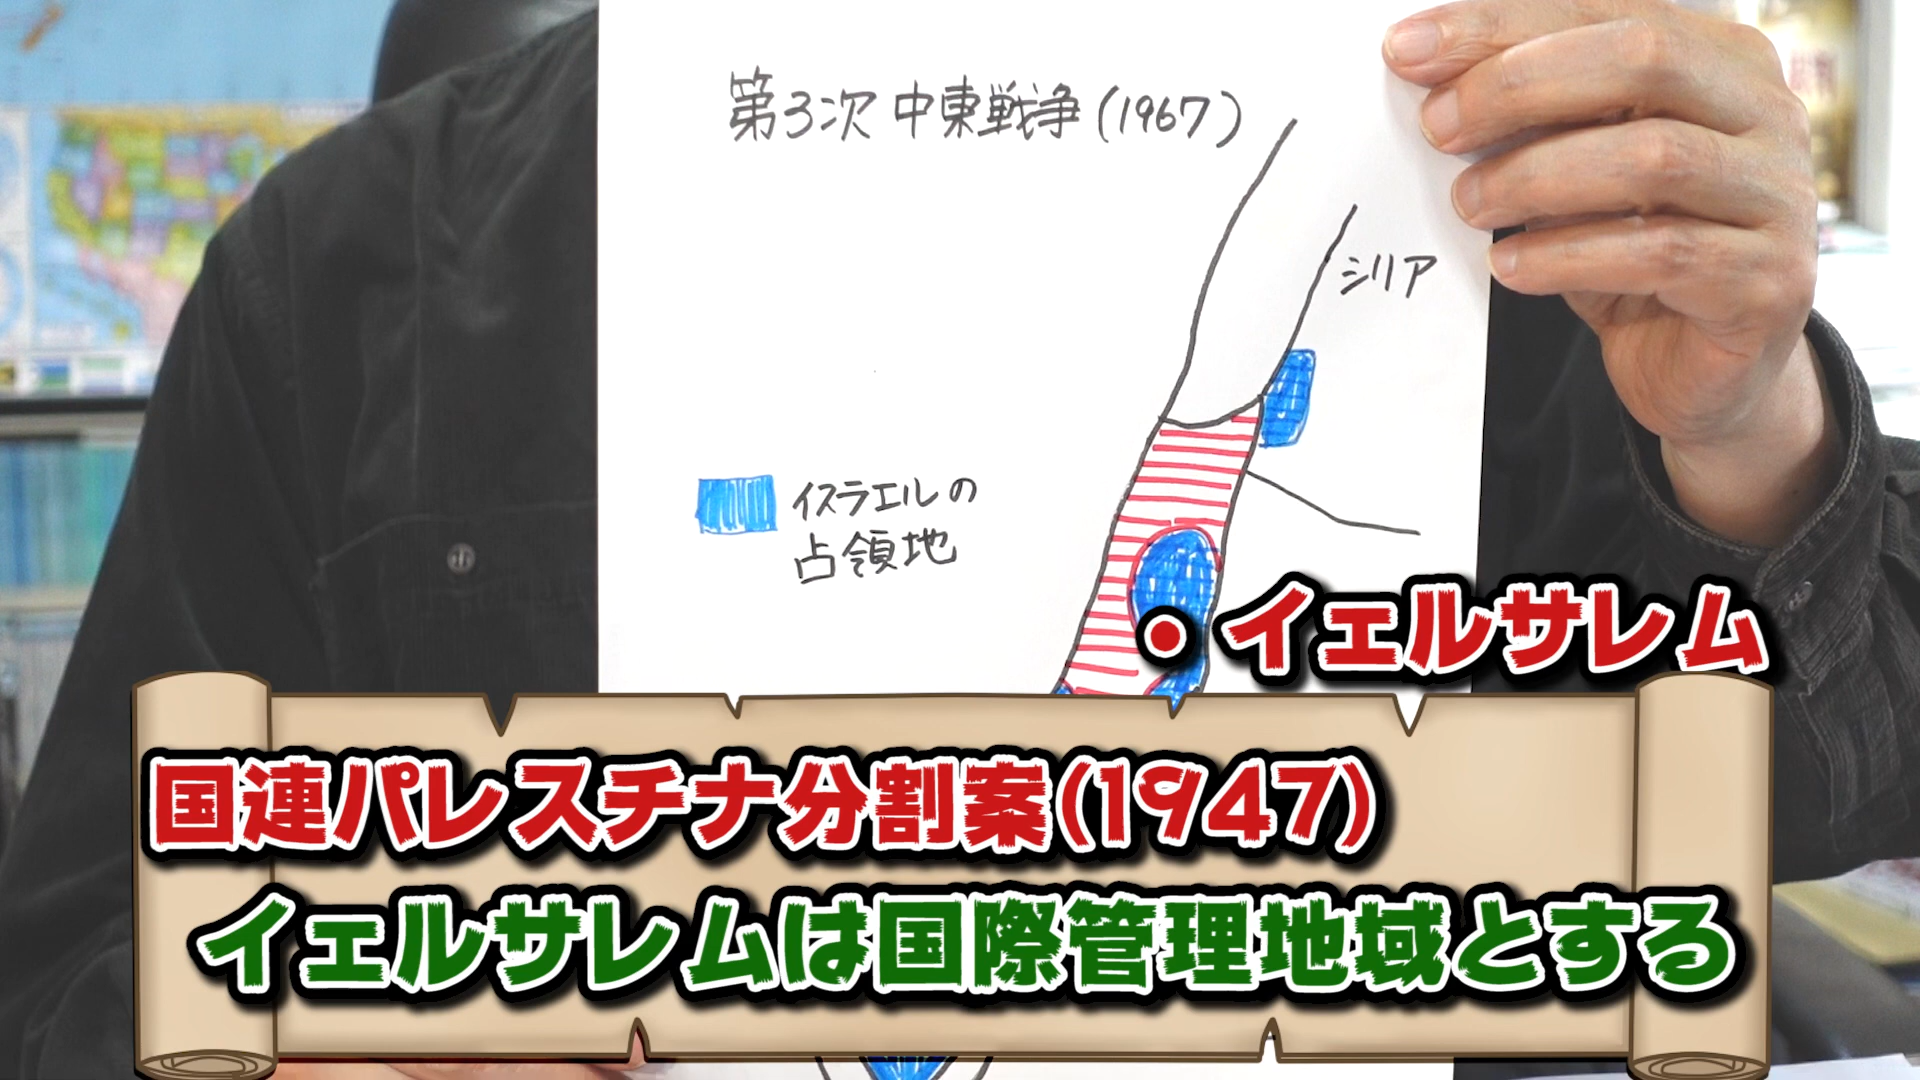 第3次中東戦争(1967)
シリア
イスラエルの
占領地
・イェルサレム
国連パレスチナ分割案(1947)
イェルサレムは国際管理地域とする